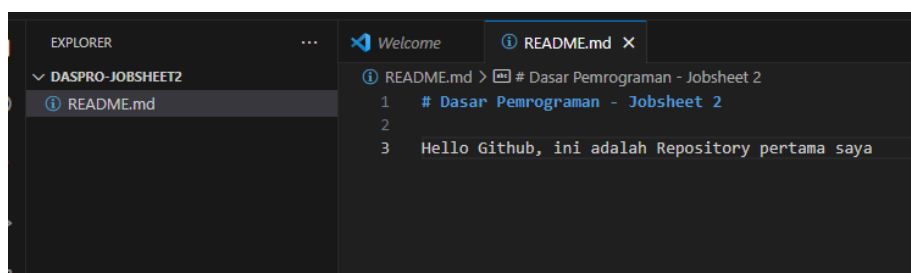 EXPLORER ...
Welcome README.md
DASPRO-JOBSHEET2
README.md > # Dasar Pemrograman - Jobsheet 2
README.md
1 # Dasar Pemrograman - Jobsheet 2
2
3 Hello Github, ini adalah Repository pertama saya